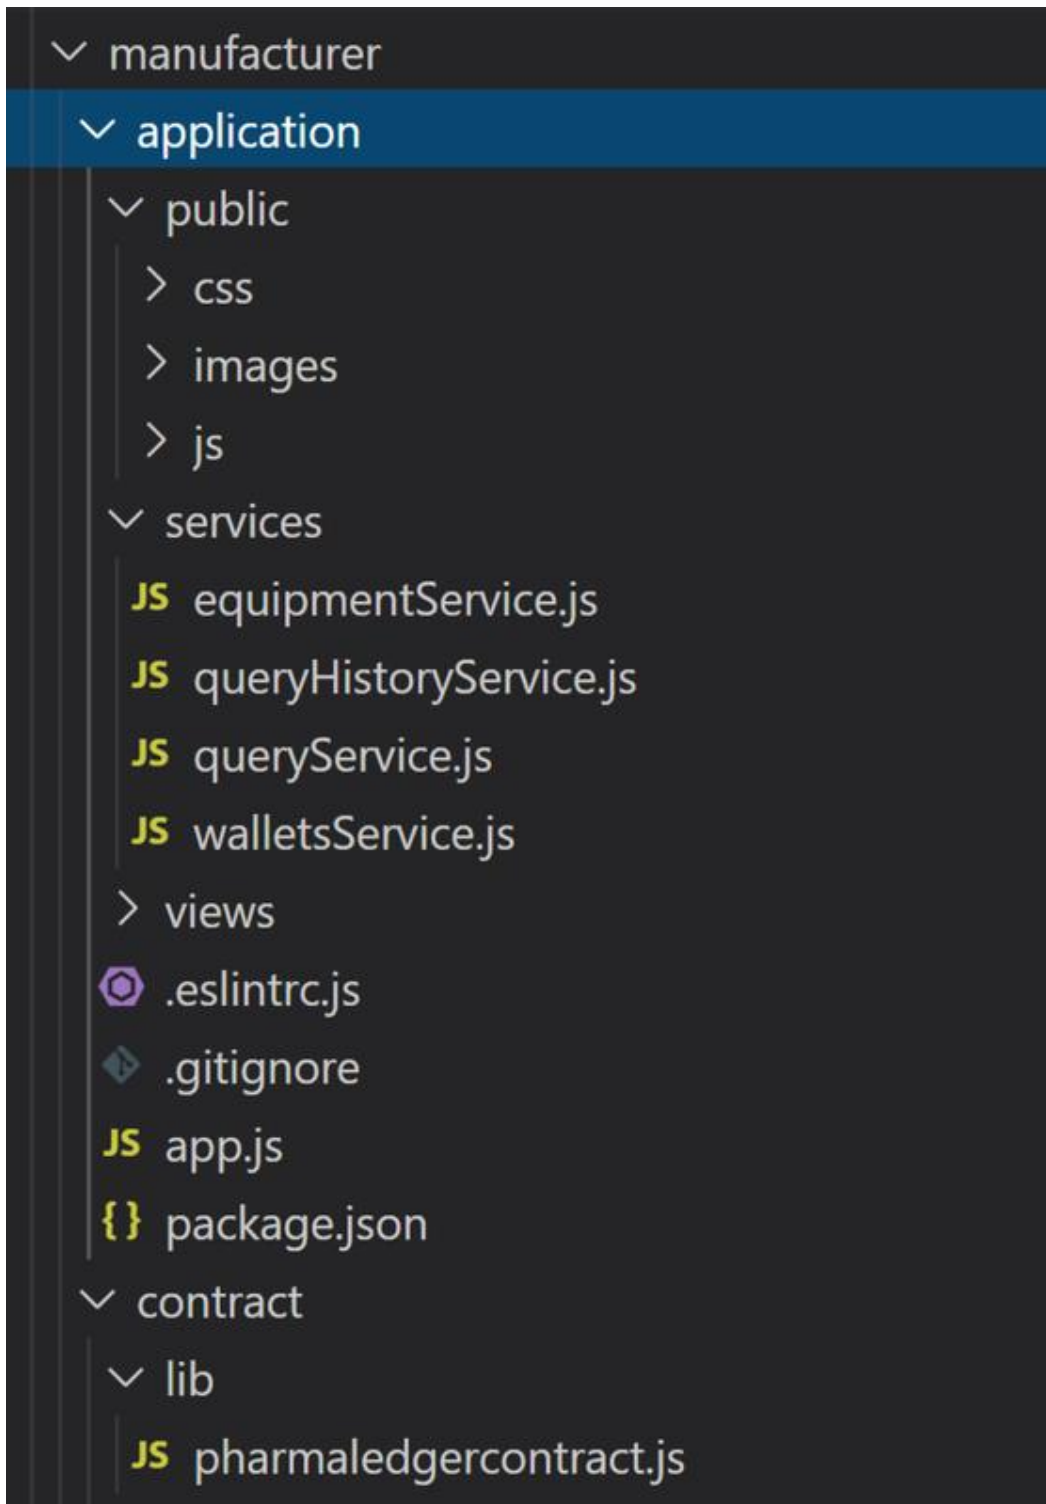 manufacturer
application
public
css
images
js
services
JS equipmentService.js
JS queryHistoryService.js
JS queryService.js
JS walletsService.js
views
.eslintrc.js
.gitignore
JS app.js
{} package.json
contract
lib
JS pharmaledgercontract.js